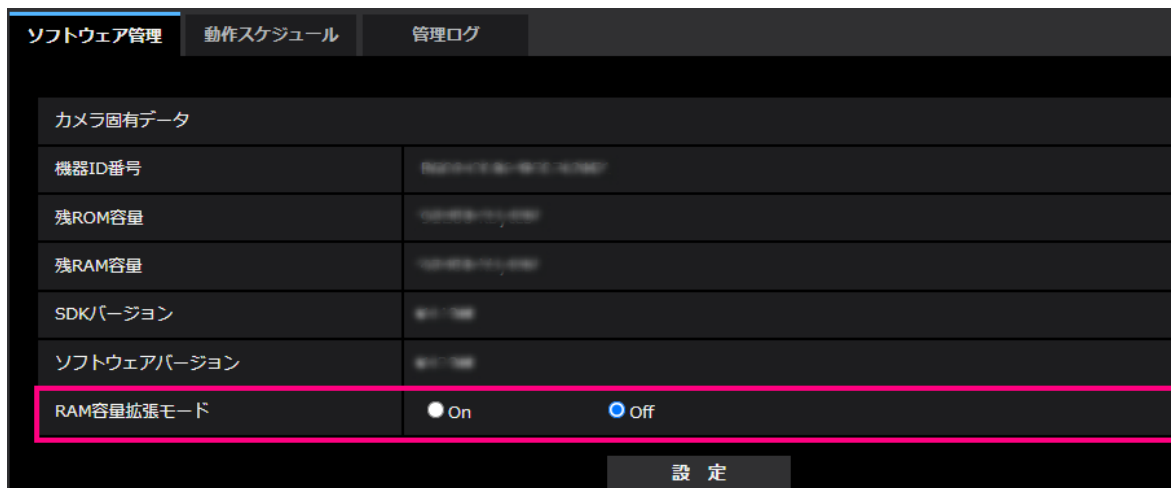 ソフトウェア管理 動作スケジュール 管理ログ
カメラ固有データ
機器ID番号
残ROM容量
残RAM容量
SDKバージョン
ソフトウェアバージョン
RAM容量拡張モード On Off
設 定